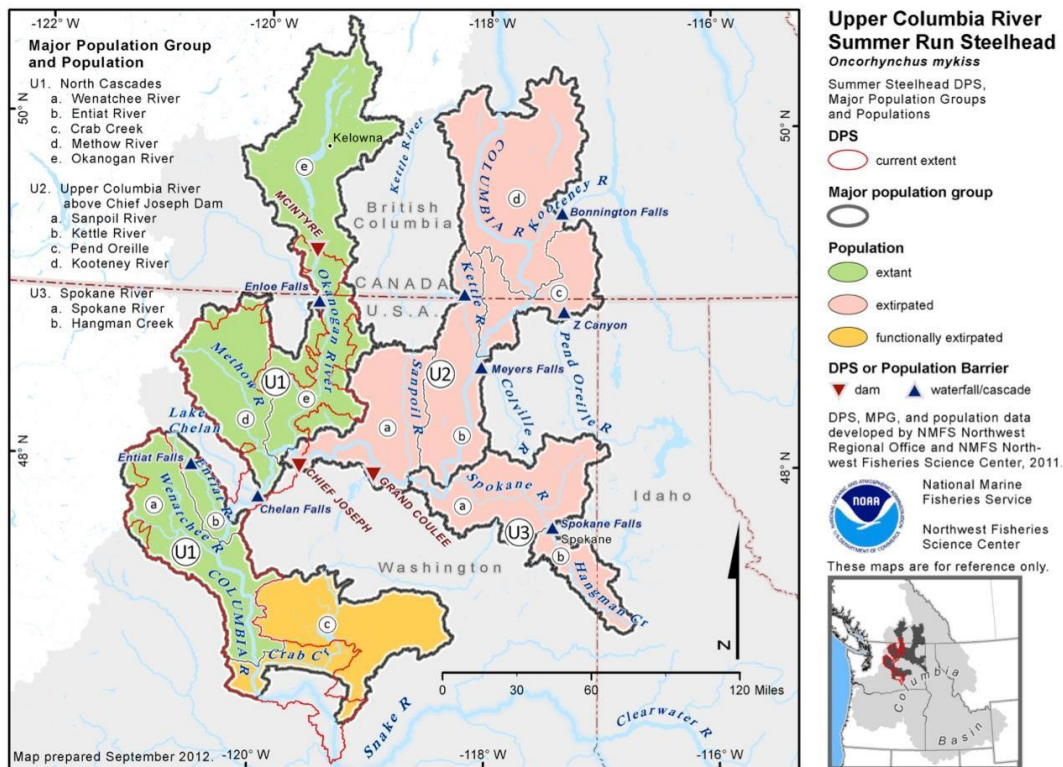 -122° W
-120° W
-118° W
-116° W
Major Population Group
and Population
U1. North Cascades
a. Wenatchee River
b. Entiat River
c. Crab Creek
d. Methow River
e. Okanogan River
U2. Upper Columbia River
above Chief Joseph Dam
a. Sanpoil River
b. Kettle River
c. Pend Oreille
d. Kooteney River
U3. Spokane River
a. Spokane River
b. Hangman Creek
50° N
50° N
48° N
48° N
Kelowna
e
MCINTYRE
Kettle River
British
Columbia
COLUMBIA R
d
Kooteney R
Bonnington Falls
CANADA
U.S.A.
Enloe Falls
Okanogan River
Kettle R
c
Z Canyon
Methow R
U1
Sanpoil R
U2
Meyers Falls
Colville R
Pend Oreille R
Lake
Chelan
d
e
a
b
Entiat Falls
Entiat R
Wenatchee R
Chelan Falls
CHIEF JOSEPH
GRAND COULEE
Spokane R
Idaho
a
b
a
U3
Spokane Falls
Spokane
b
Hangman Cr
U1
Washington
COLUMBIA R
c
Crab C
N
0 30 60 120 Miles
Snake R
Clearwater R
Map prepared September 2012.
-120° W
-118° W
-116° W
Upper Columbia River
Summer Run Steelhead
Oncorhynchus mykiss
Summer Steelhead DPS,
Major Population Groups
and Populations
DPS
current extent
Major population group
Population
extant
extirpated
functionally extirpated
DPS or Population Barrier
dam
waterfall/cascade
DPS, MPG, and population data
developed by NMFS Northwest
Regional Office and NMFS North-
west Fisheries Science Center, 2011.
NOAA
National Marine
Fisheries Service
Northwest Fisheries
Science Center
These maps are for reference only.
Columbia
Basin